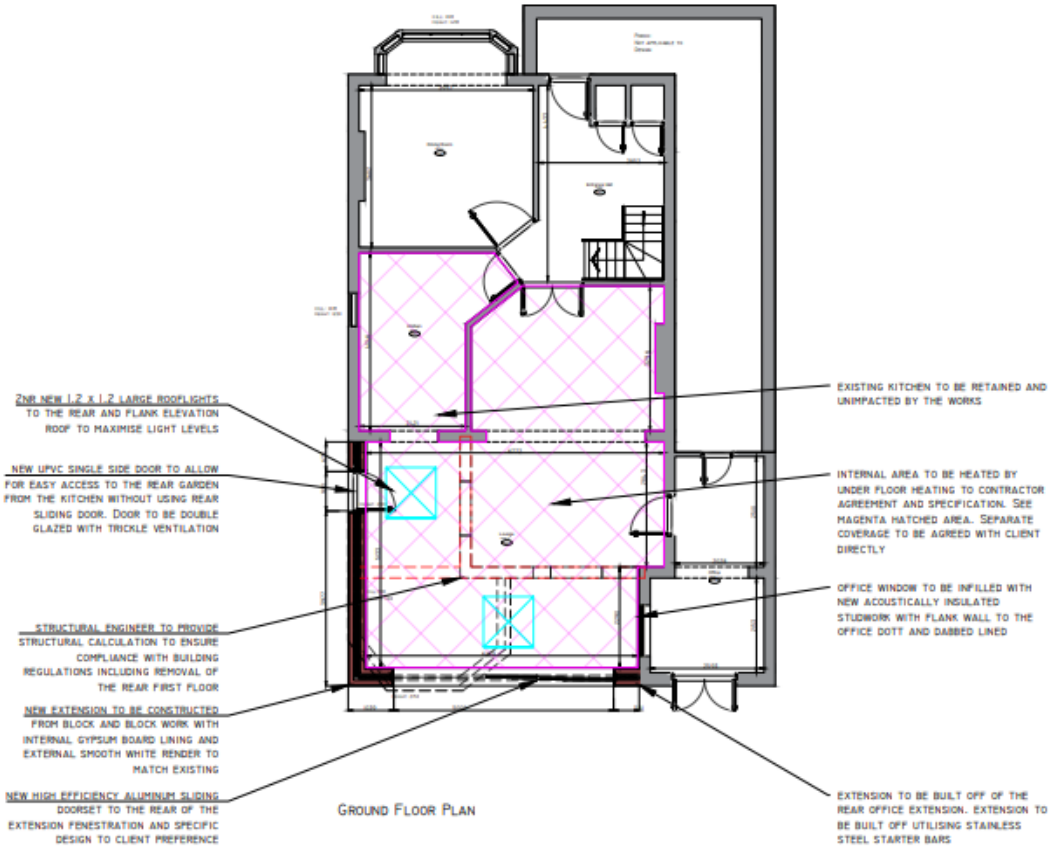 2NR NEW 1.2 X 1.2 LARGE ROOFLIGHTS
TO THE REAR AND FLANK ELEVATION
ROOF TO MAXIMISE LIGHT LEVELS
NEW UPVC SINGLE SIDE DOOR TO ALLOW
FOR EASY ACCESS TO THE REAR GARDEN
FROM THE KITCHEN WITHOUT USING REAR
SLIDING DOOR. DOOR TO BE DOUBLE
GLAZED WITH TRICKLE VENTILATION
STRUCTURAL ENGINEER TO PROVIDE
STRUCTURAL CALCULATION TO ENSURE
COMPLIANCE WITH BUILDING
REGULATIONS INCLUDING REMOVAL OF
THE REAR FIRST FLOOR
NEW EXTENSION TO BE CONSTRUCTED
FROM BLOCK AND BLOCK WORK WITH
INTERNAL GYPSUM BOARD LINING AND
EXTERNAL SMOOTH WHITE RENDER TO
MATCH EXISTING
NEW HIGH EFFICIENCY ALUMINUM SLIDING
DOORSET TO THE REAR OF THE
EXTENSION FENESTRATION AND SPECIFIC
DESIGN TO CLIENT PREFERENCE
GROUND FLOOR PLAN
EXISTING KITCHEN TO BE RETAINED AND
UNIMPACTED BY THE WORKS
INTERNAL AREA TO BE HEATED BY
UNDER FLOOR HEATING TO CONTRACTOR
AGREEMENT AND SPECIFICATION. SEE
MAGENTA HATCHED AREA. SEPARATE
COVERAGE TO BE AGREED WITH CLIENT
DIRECTLY
OFFICE WINDOW TO BE INFILLED WITH
NEW ACOUSTICALLY INSULATED
STUDWORK WITH FLANK WALL TO THE
OFFICE DOTT AND DABBED LINED
EXTENSION TO BE BUILT OFF OF THE
REAR OFFICE EXTENSION. EXTENSION TO
BE BUILT OFF UTILISING STAINLESS
STEEL STARTER BARS